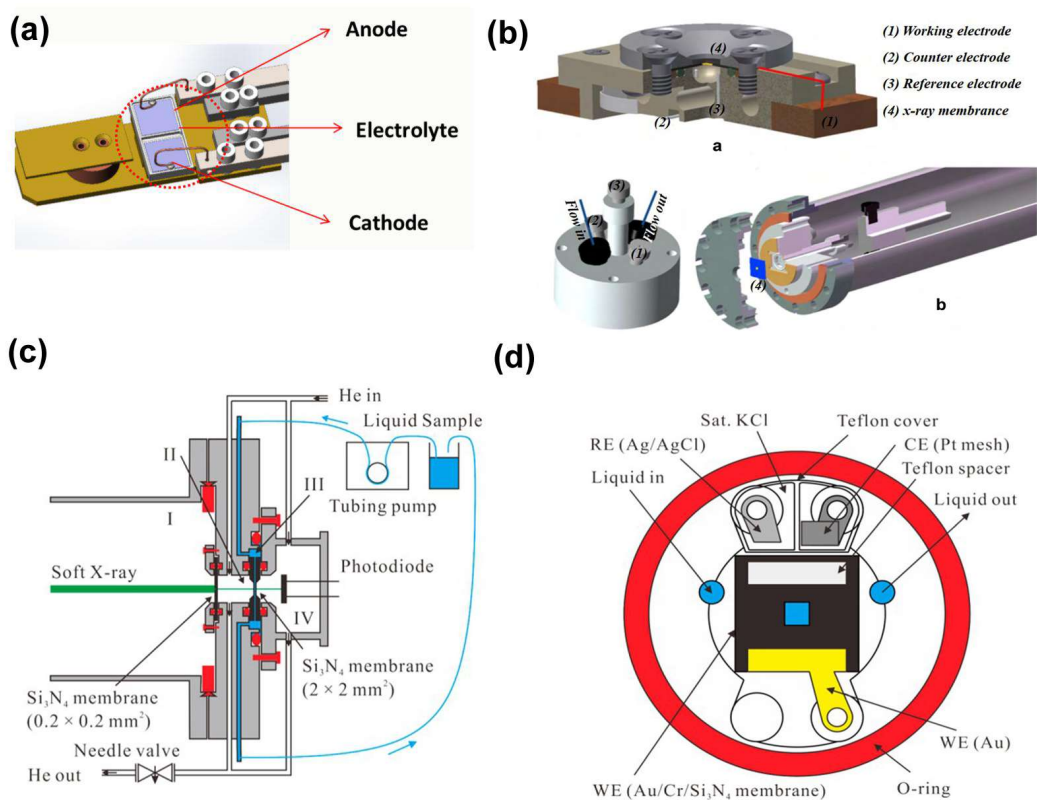 (a)
Anode
Electrolyte
Cathode
(b)
(1) Working electrode
(2) Counter electrode
(3) Reference electrode
(4) x-ray membrance
(4)
(3)
(2)
(1)
a
(3)
Flow in
(2)
Flow out
(1)
(4)
b
(c)
He in
Liquid Sample
II
III
Tubing pump
I
Soft X-ray
Photodiode
IV
Si₃N₄ membrane
(0.2 × 0.2 mm²)
Si₃N₄ membrane
(2 × 2 mm²)
Needle valve
He out
(d)
Sat. KCl
Teflon cover
RE (Ag/AgCl)
CE (Pt mesh)
Liquid in
Teflon spacer
Liquid out
WE (Au)
WE (Au/Cr/Si₃N₄ membrane)
O-ring